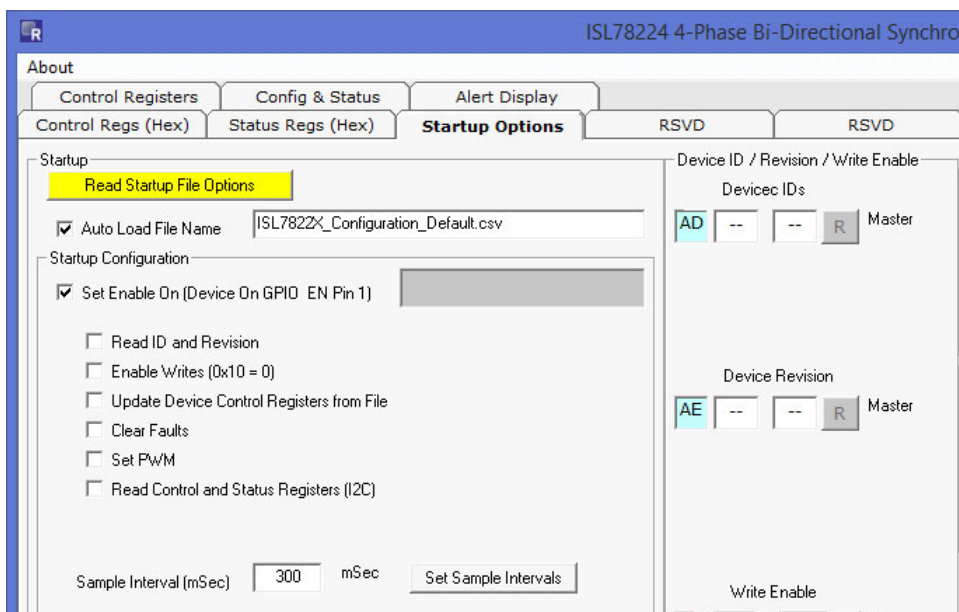 R
ISL78224 4-Phase Bi-Directional Synchro
About
Control Registers Config & Status Alert Display
Control Regs (Hex) Status Regs (Hex) Startup Options RSVD RSVD
Startup
Read Startup File Options
Auto Load File Name ISL7822X_Configuration_Default.csv
Startup Configuration
Set Enable On (Device On GPIO EN Pin 1)
Read ID and Revision
Enable Writes (0x10 = 0)
Update Device Control Registers from File
Clear Faults
Set PWM
Read Control and Status Registers (I2C)
Sample Interval (mSec) 300 mSec Set Sample Intervals
Device ID / Revision / Write Enable
Devicec IDs
AD -- -- R Master
Device Revision
AE -- -- R Master
Write Enable